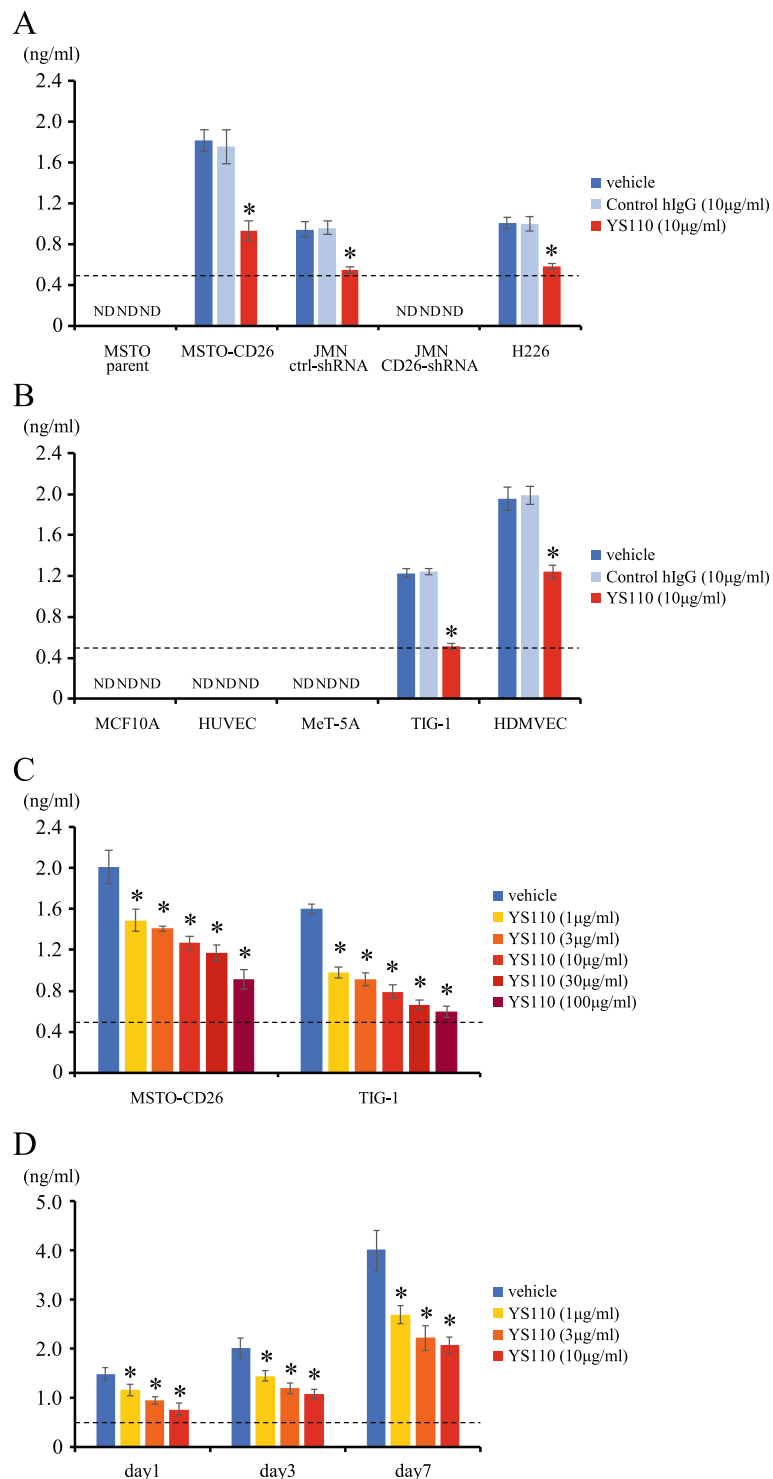 A
(ng/ml)
2.4
2.0
1.6
1.2
0.8
0.4
0
* * *
ND ND ND ND ND ND
MSTO parent MSTO-CD26 JMN ctrl-shRNA JMN CD26-shRNA H226
vehicle
Control hIgG (10μg/ml)
YS110 (10μg/ml)
B
(ng/ml)
2.4
2.0
1.6
1.2
0.8
0.4
0
* *
ND ND ND ND ND ND ND ND ND
MCF10A HUVEC MeT-5A TIG-1 HDMVEC
vehicle
Control hIgG (10μg/ml)
YS110 (10μg/ml)
C
(ng/ml)
2.4
2.0
1.6
1.2
0.8
0.4
0
* * * * * * * * * *
MSTO-CD26 TIG-1
vehicle
YS110 (1μg/ml)
YS110 (3μg/ml)
YS110 (10μg/ml)
YS110 (30μg/ml)
YS110 (100μg/ml)
D
(ng/ml)
5.0
4.0
3.0
2.0
1.0
0
* * * * * * * * *
day1 day3 day7
vehicle
YS110 (1μg/ml)
YS110 (3μg/ml)
YS110 (10μg/ml)